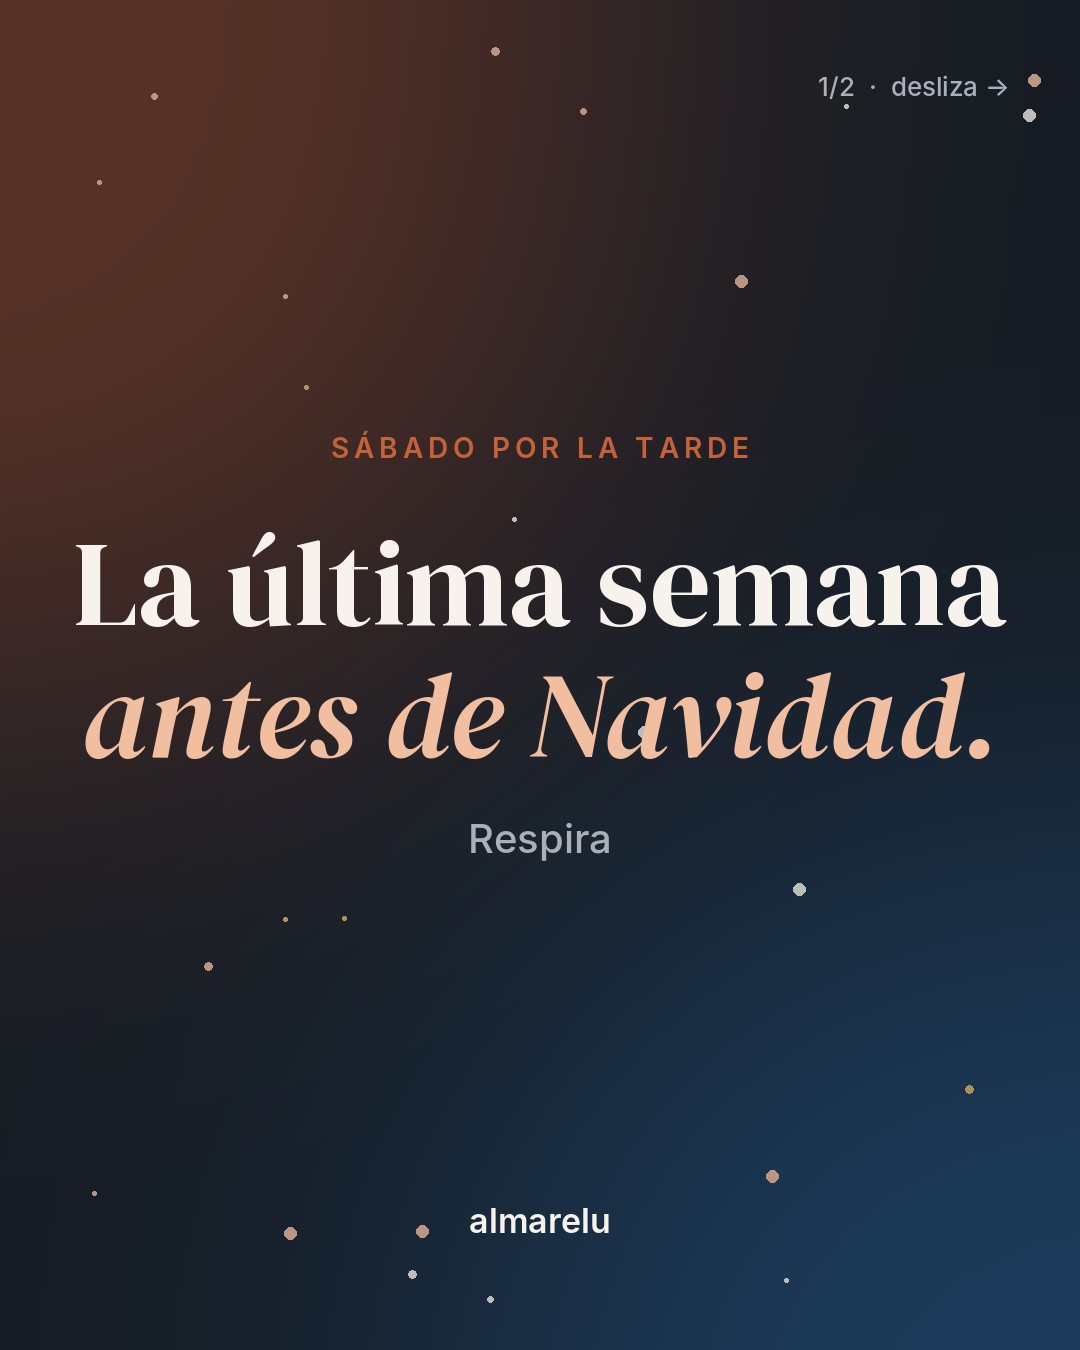 1/2 · desliza →
SÁBADO POR LA TARDE
La última semana
antes de Navidad.
Respira
almarelu